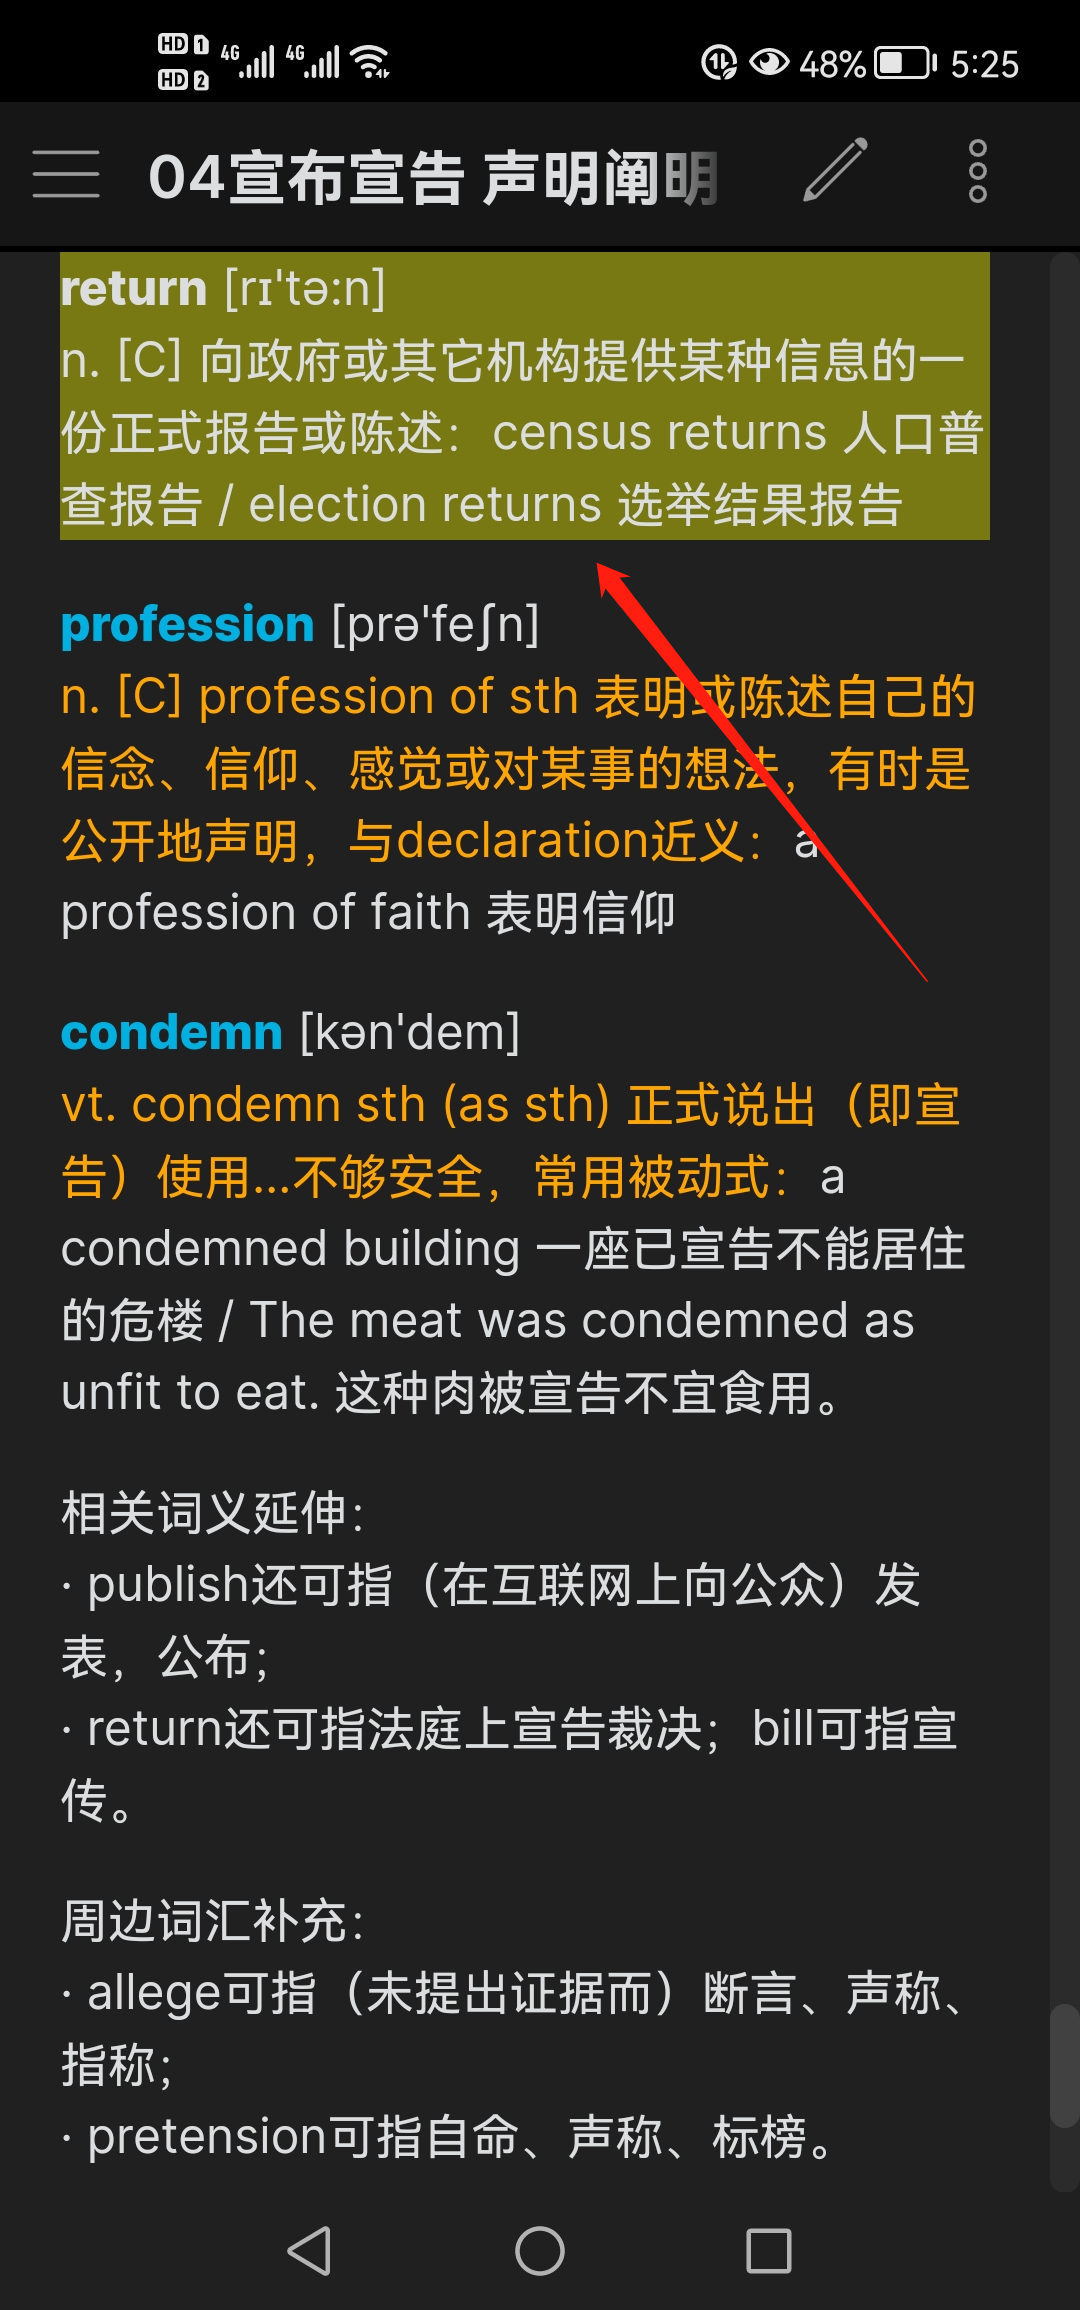 HD 1 4G 4G 48% 5:25
HD 2
04宣布宣告 声明阐明
return [rɪ'tə:n]
n. [C] 向政府或其它机构提供某种信息的一
份正式报告或陈述：census returns 人口普
查报告 / election returns 选举结果报告
profession [prə'feʃn]
n. [C] profession of sth 表明或陈述自己的
信念、信仰、感觉或对某事的想法，有时是
公开地声明，与declaration近义：a
profession of faith 表明信仰
condemn [kən'dem]
vt. condemn sth (as sth) 正式说出（即宣
告）使用...不够安全，常用被动式：a
condemned building 一座已宣告不能居住
的危楼 / The meat was condemned as
unfit to eat. 这种肉被宣告不宜食用。
相关词义延伸：
· publish还可指（在互联网上向公众）发
表，公布；
· return还可指法庭上宣告裁决；bill可指宣
传。
周边词汇补充：
· allege可指（未提出证据而）断言、声称、
指称；
· pretension可指自命、声称、标榜。